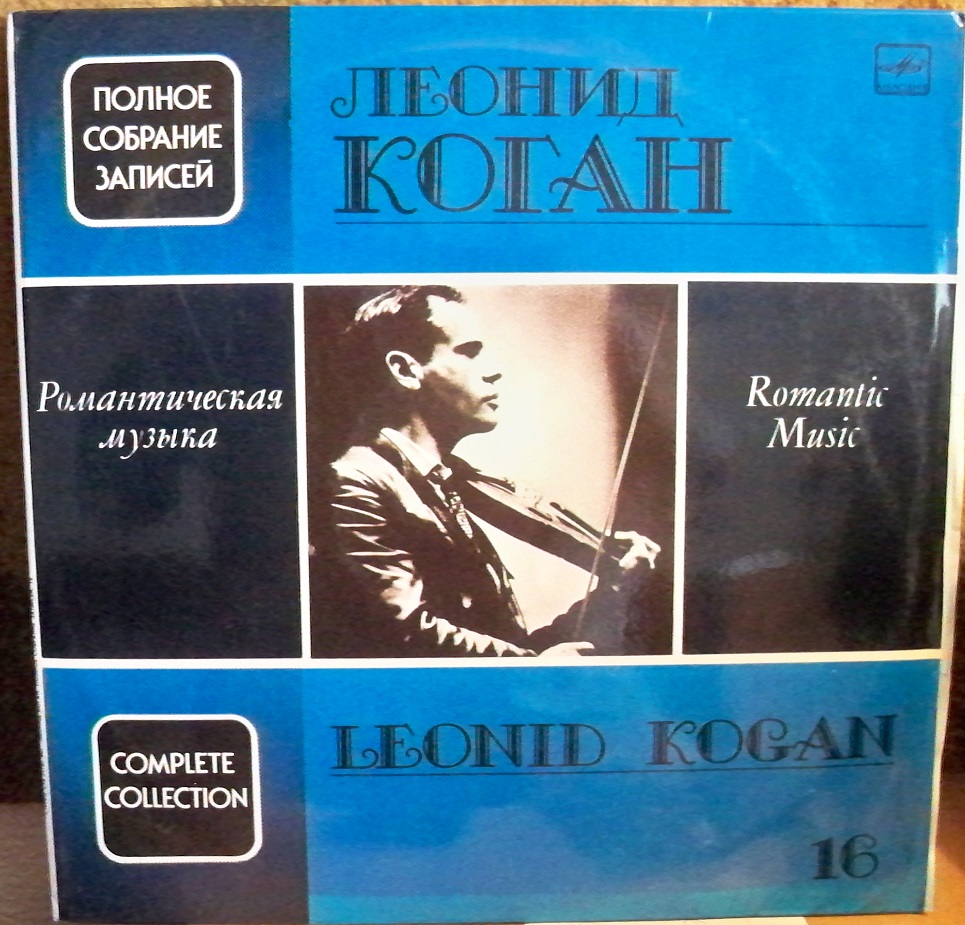 ПОЛНОЕ
СОБРАНИЕ
ЗАПИСЕЙ
ЛЕОНИД
КОГАН
Романтическая
музыка
Romantic
Music
COMPLETE
COLLECTION
LEONID KOGAN
16